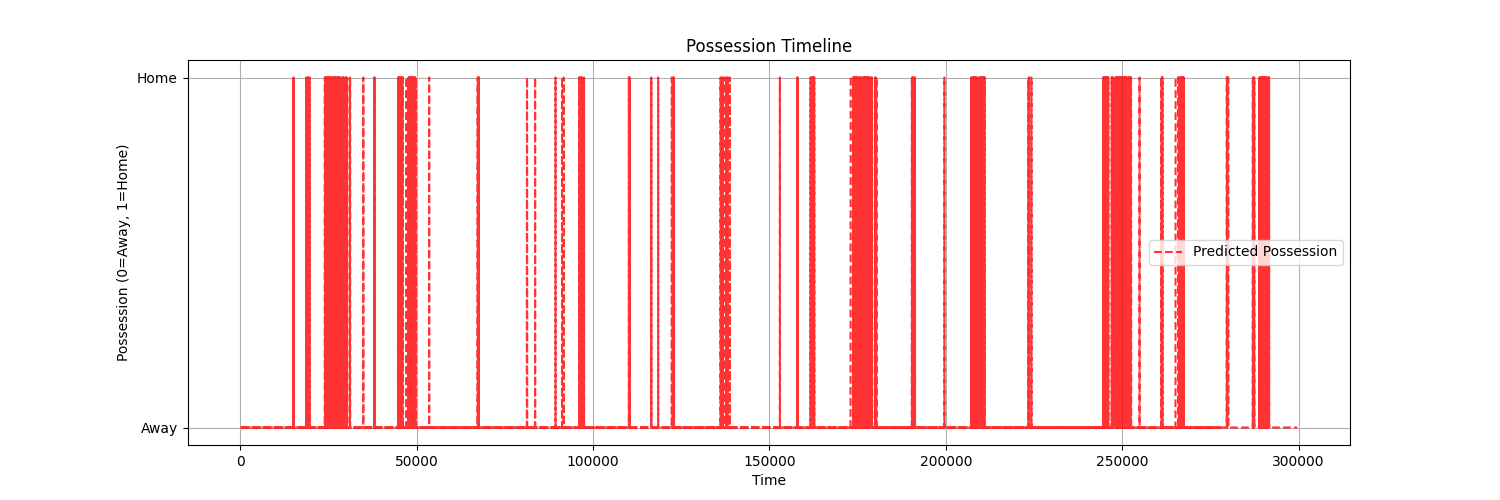 Possession Timeline
Home
Possession (0=Away, 1=Home)
Predicted Possession
Away
0 50000 100000 150000 200000 250000 300000
Time